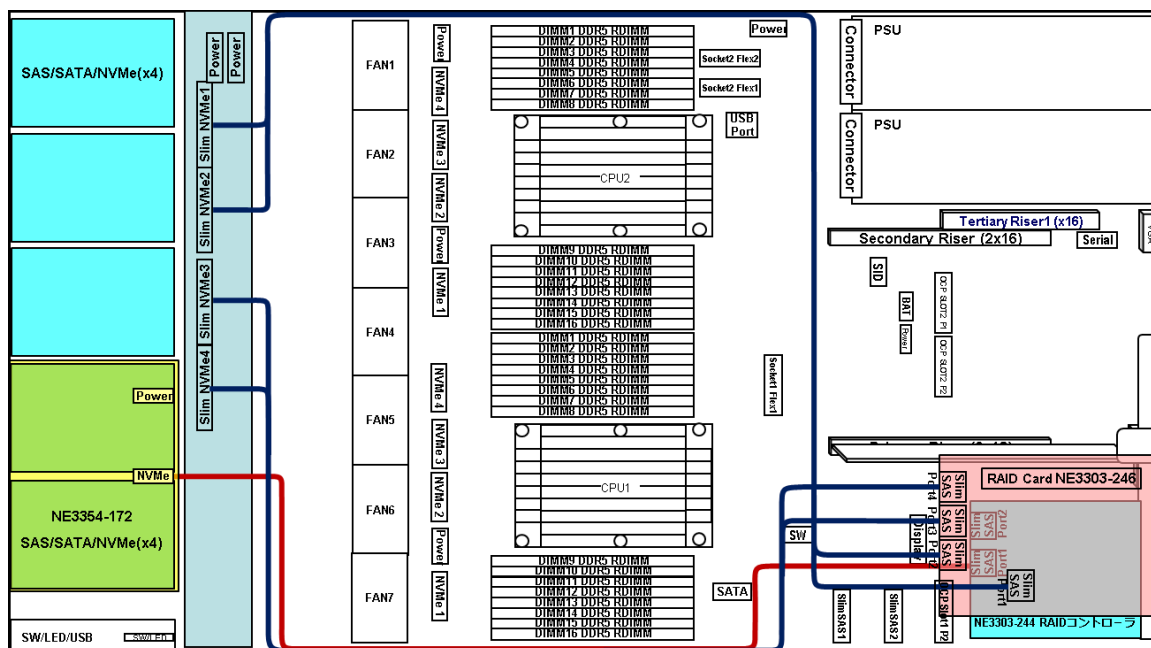 SAS/SATA/NVMe(x4)
Power
Power
Slim NVMe1
Slim NVMe2
Slim NVMe3
Slim NVMe4
Power
NVMe
NE3354-172
SAS/SATA/NVMe(x4)
SW/LED/USB
SW/LED
FAN1
FAN2
FAN3
FAN4
FAN5
FAN6
FAN7
Power
NVMe 4
NVMe 3
NVMe 2
Power
NVMe 1
NVMe 4
NVMe 3
NVMe 2
Power
NVMe 1
DIMM1 DDR5 RDIMM
DIMM2 DDR5 RDIMM
DIMM3 DDR5 RDIMM
DIMM4 DDR5 RDIMM
DIMM5 DDR5 RDIMM
DIMM6 DDR5 RDIMM
DIMM7 DDR5 RDIMM
DIMM8 DDR5 RDIMM
CPU2
DIMM9 DDR5 RDIMM
DIMM10 DDR5 RDIMM
DIMM11 DDR5 RDIMM
DIMM12 DDR5 RDIMM
DIMM13 DDR5 RDIMM
DIMM14 DDR5 RDIMM
DIMM15 DDR5 RDIMM
DIMM16 DDR5 RDIMM
DIMM1 DDR5 RDIMM
DIMM2 DDR5 RDIMM
DIMM3 DDR5 RDIMM
DIMM4 DDR5 RDIMM
DIMM5 DDR5 RDIMM
DIMM6 DDR5 RDIMM
DIMM7 DDR5 RDIMM
DIMM8 DDR5 RDIMM
CPU1
DIMM9 DDR5 RDIMM
DIMM10 DDR5 RDIMM
DIMM11 DDR5 RDIMM
DIMM12 DDR5 RDIMM
DIMM13 DDR5 RDIMM
DIMM14 DDR5 RDIMM
DIMM15 DDR5 RDIMM
DIMM16 DDR5 RDIMM
Power
Socket2 Flex2
Socket2 Flex1
USB
Port
Socket1 Flex1
SW
SATA
Connector
PSU
Connector
PSU
Tertiary Riser1 (x16)
Secondary Riser (2x16)
Serial
VGA
SID
BAT
Power
OCP SLOT2 P1
OCP SLOT2 P2
RAID Card NE3303-246
Slim
SAS
Port4
Slim
SAS
Port3
Slim
SAS
Display
Slim
SAS
Port2
Slim
SAS
Port1
Slim
SAS
Port1
SlimSAS1
SlimSAS2
NE3303-244 RAIDコントローラ